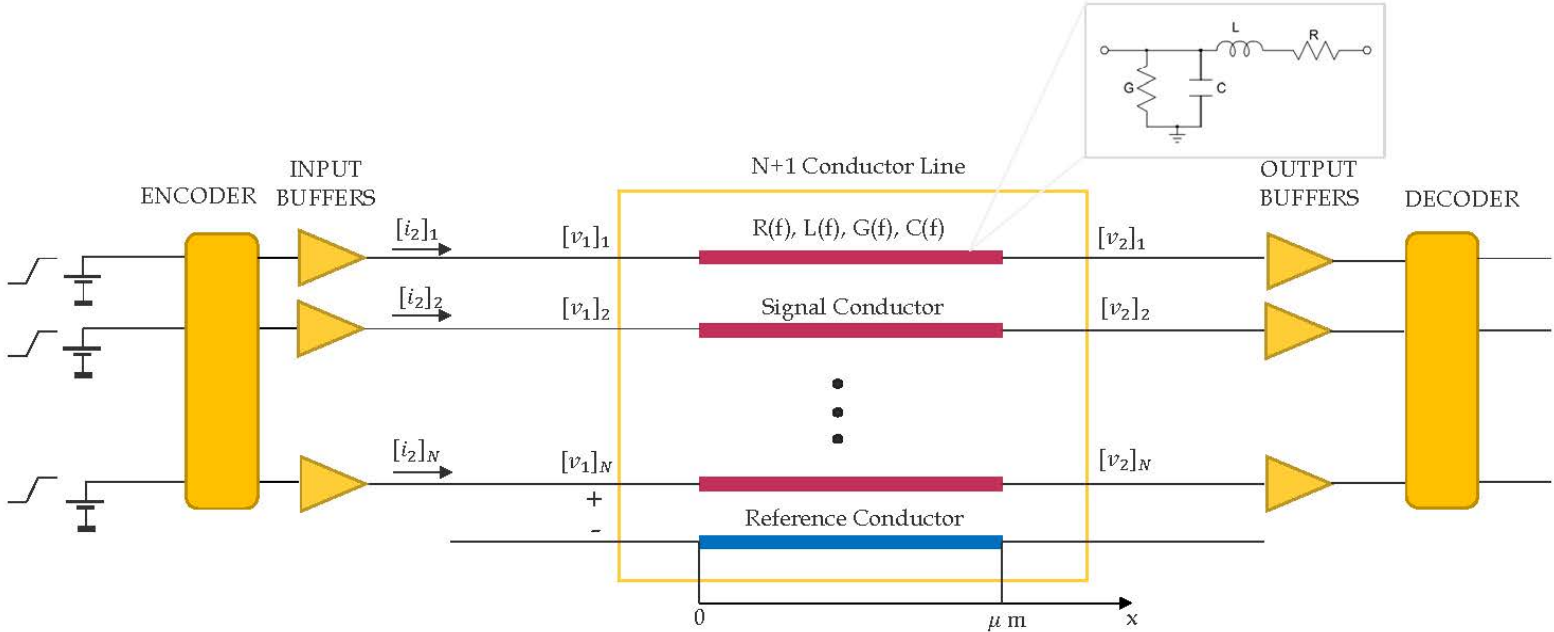 L
R
G
C
N+1 Conductor Line
INPUT
BUFFERS
ENCODER
OUTPUT
BUFFERS
DECODER
[i₂]₁
[v₁]₁
R(f), L(f), G(f), C(f)
[v₂]₁
[i₂]₂
[v₁]₂
Signal Conductor
[v₂]₂
[i₂]N
[v₁]N
[v₂]N
+
-
Reference Conductor
0
μ m
x